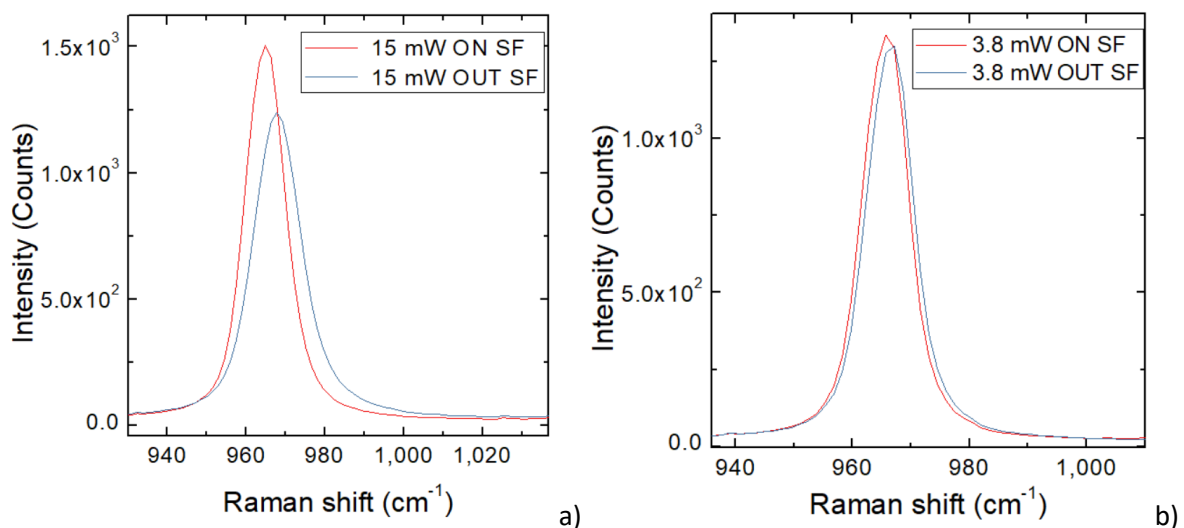 15 mW ON SF
15 mW OUT SF
1.5x10³
1.0x10³
5.0x10²
0.0
Intensity (Counts)
940 960 980 1,000 1,020
Raman shift (cm⁻¹)
a)
3.8 mW ON SF
3.8 mW OUT SF
1.0x10³
5.0x10²
0.0
Intensity (Counts)
940 960 980 1,000
Raman shift (cm⁻¹)
b)